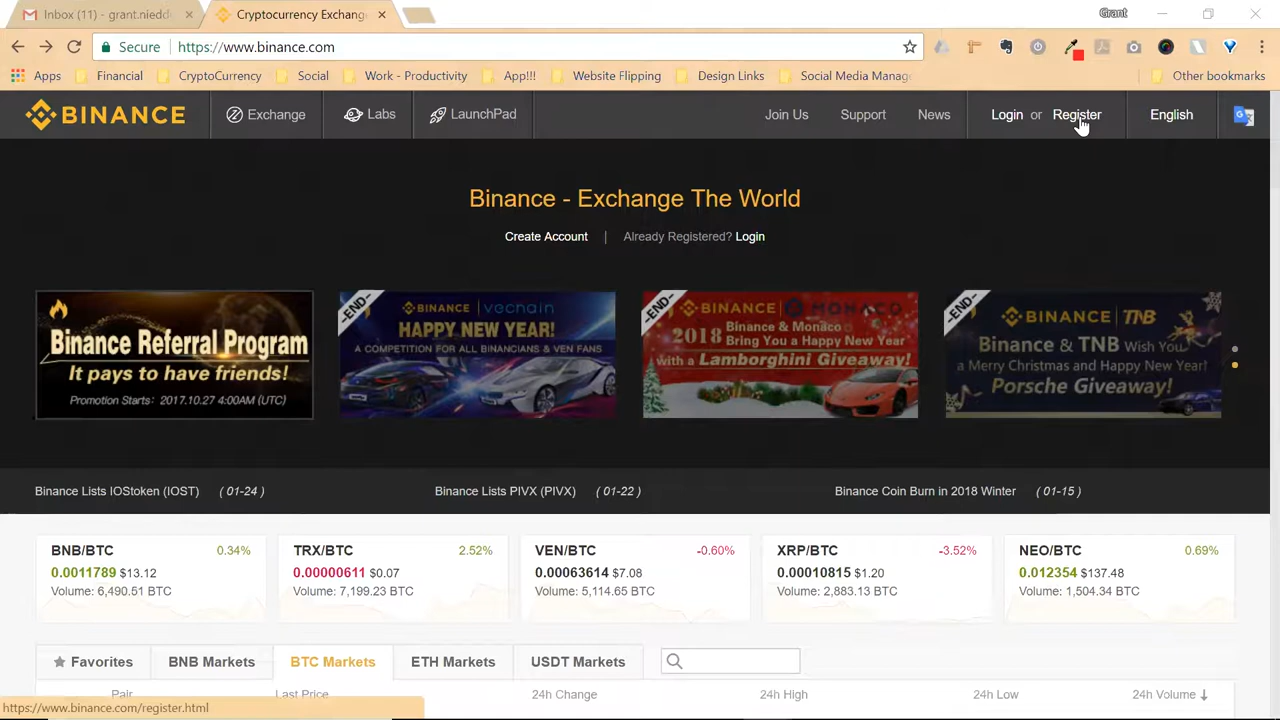 Inbox (11) - grant.niedd
Cryptocurrency Exchang
Grant
Secure
https://www.binance.com
Apps
Financial
CryptoCurrency
Social
Work - Productivity
App!!!
Website Flipping
Design Links
Social Media Manag
Other bookmarks
BINANCE
Exchange
Labs
LaunchPad
Join Us
Support
News
Login or Register
English
Binance - Exchange The World
Create Account | Already Registered? Login
Binance Referral Program
It pays to have friends!
Promotion Starts: 2017.10.27 4:00AM (UTC)
-END-
BINANCE | vechain
HAPPY NEW YEAR!
A COMPETITION FOR ALL BINANCIANS & VEN FANS
-END-
BINANCE MONACO
2018 Binance & Monaco
Bring You a Happy New Year
with a Lamborghini Giveaway!
-END-
BINANCE | TNB
Binance & TNB Wish You
a Merry Christmas and Happy New Year!
Porsche Giveaway!
Binance Lists IOStoken (IOST) ( 01-24 )
Binance Lists PIVX (PIVX) ( 01-22 )
Binance Coin Burn in 2018 Winter ( 01-15 )
BNB/BTC 0.34%
0.0011789 $13.12
Volume: 6,490.51 BTC
TRX/BTC 2.52%
0.00000611 $0.07
Volume: 7,199.23 BTC
VEN/BTC -0.60%
0.00063614 $7.08
Volume: 5,114.65 BTC
XRP/BTC -3.52%
0.00010815 $1.20
Volume: 2,883.13 BTC
NEO/BTC 0.69%
0.012354 $137.48
Volume: 1,504.34 BTC
Favorites
BNB Markets
BTC Markets
ETH Markets
USDT Markets
Pair
Last Price
24h Change
24h High
24h Low
24h Volume
https://www.binance.com/register.html